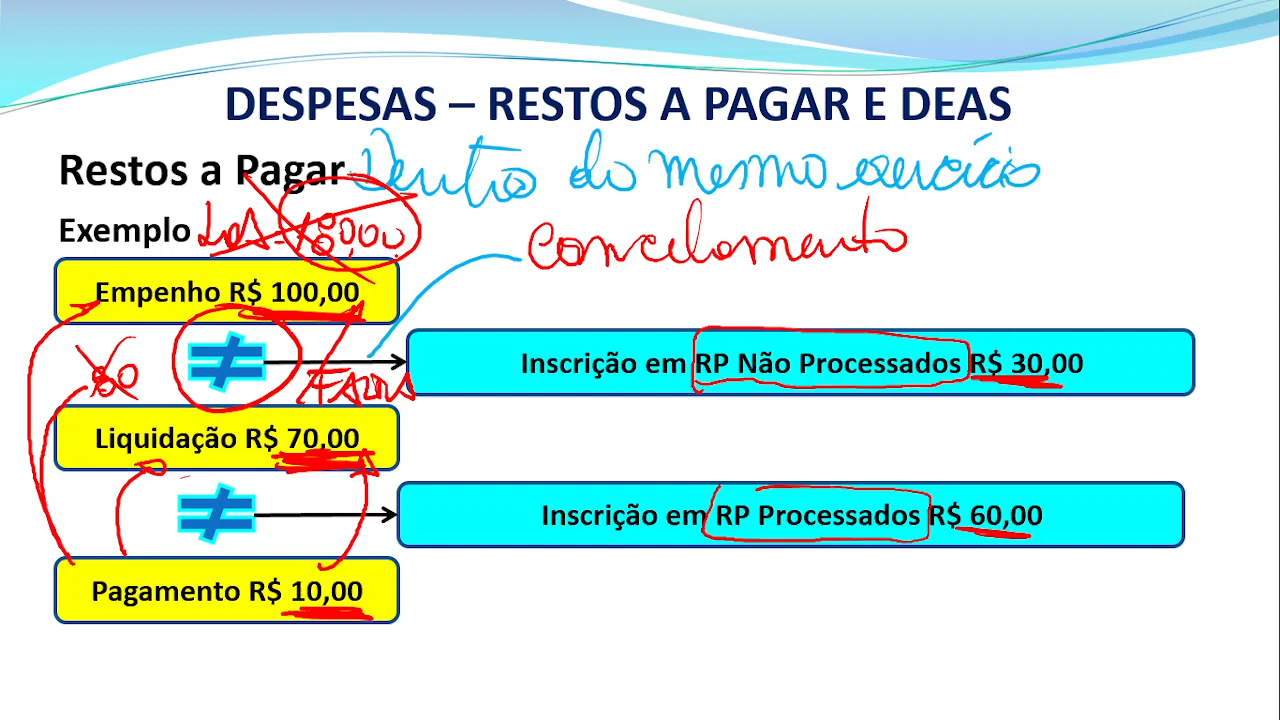 DESPESAS – RESTOS A PAGAR E DEAS
Restos a Pagar Dentro do mesmo exercício
Exemplo
concelamento
Empenho R$ 100,00
80
Inscrição em RP Não Processados R$ 30,00
Liquidação R$ 70,00
Inscrição em RP Processados R$ 60,00
Pagamento R$ 10,00